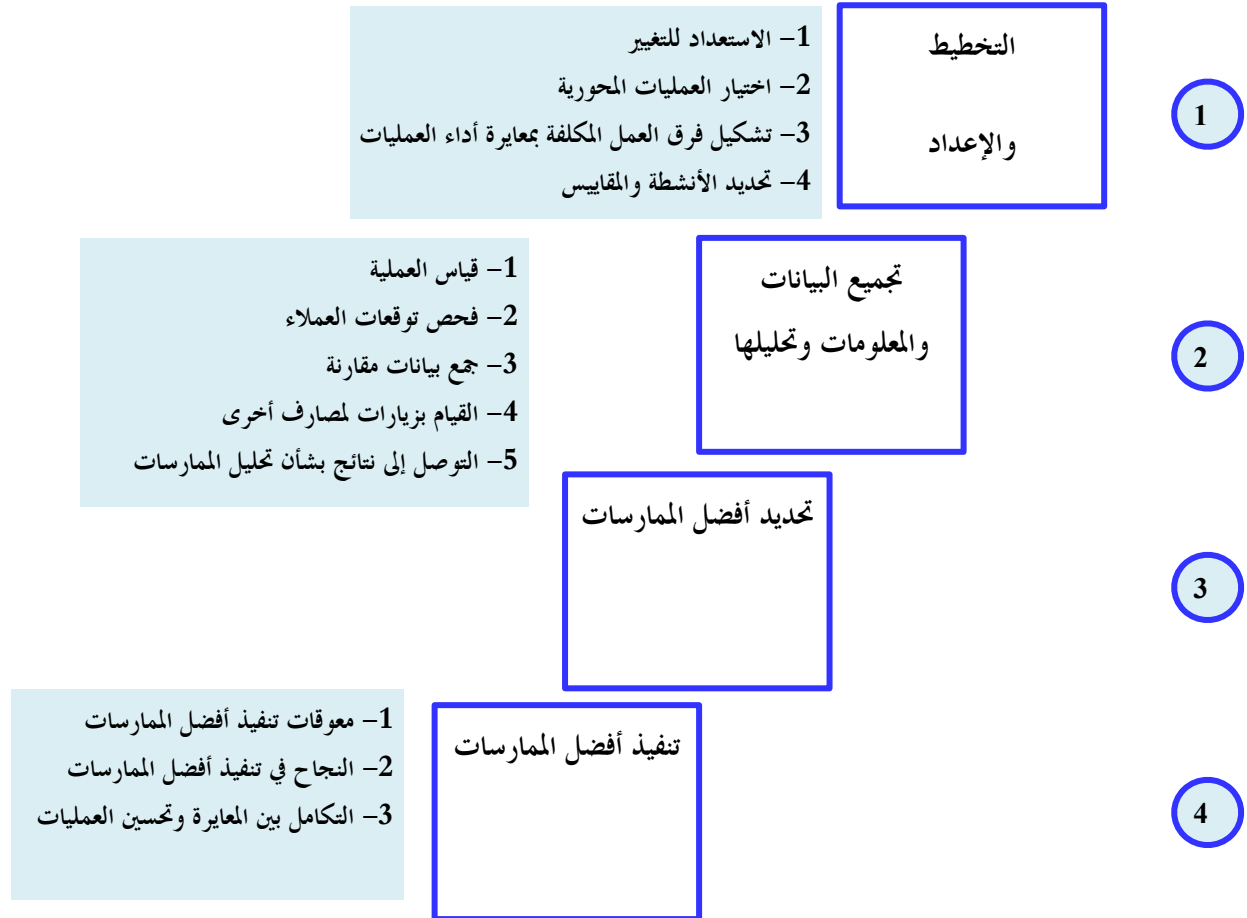 1
التخطيط
والإعداد
1– الاستعداد للتغيير
2– اختيار العمليات المحورية
3– تشكيل فرق العمل المكلفة بمعايرة أداء العمليات
4– تحديد الأنشطة والمقاييس
2
تجميع البيانات
والمعلومات وتحليلها
1– قياس العملية
2– فحص توقعات العملاء
3– جمع بيانات مقارنة
4– القيام بزيارات لمصارف أخرى
5– التوصل إلى نتائج بشأن تحليل الممارسات
3
تحديد أفضل الممارسات
4
تنفيذ أفضل الممارسات
1– معوقات تنفيذ أفضل الممارسات
2– النجاح في تنفيذ أفضل الممارسات
3– التكامل بين المعايرة وتحسين العمليات